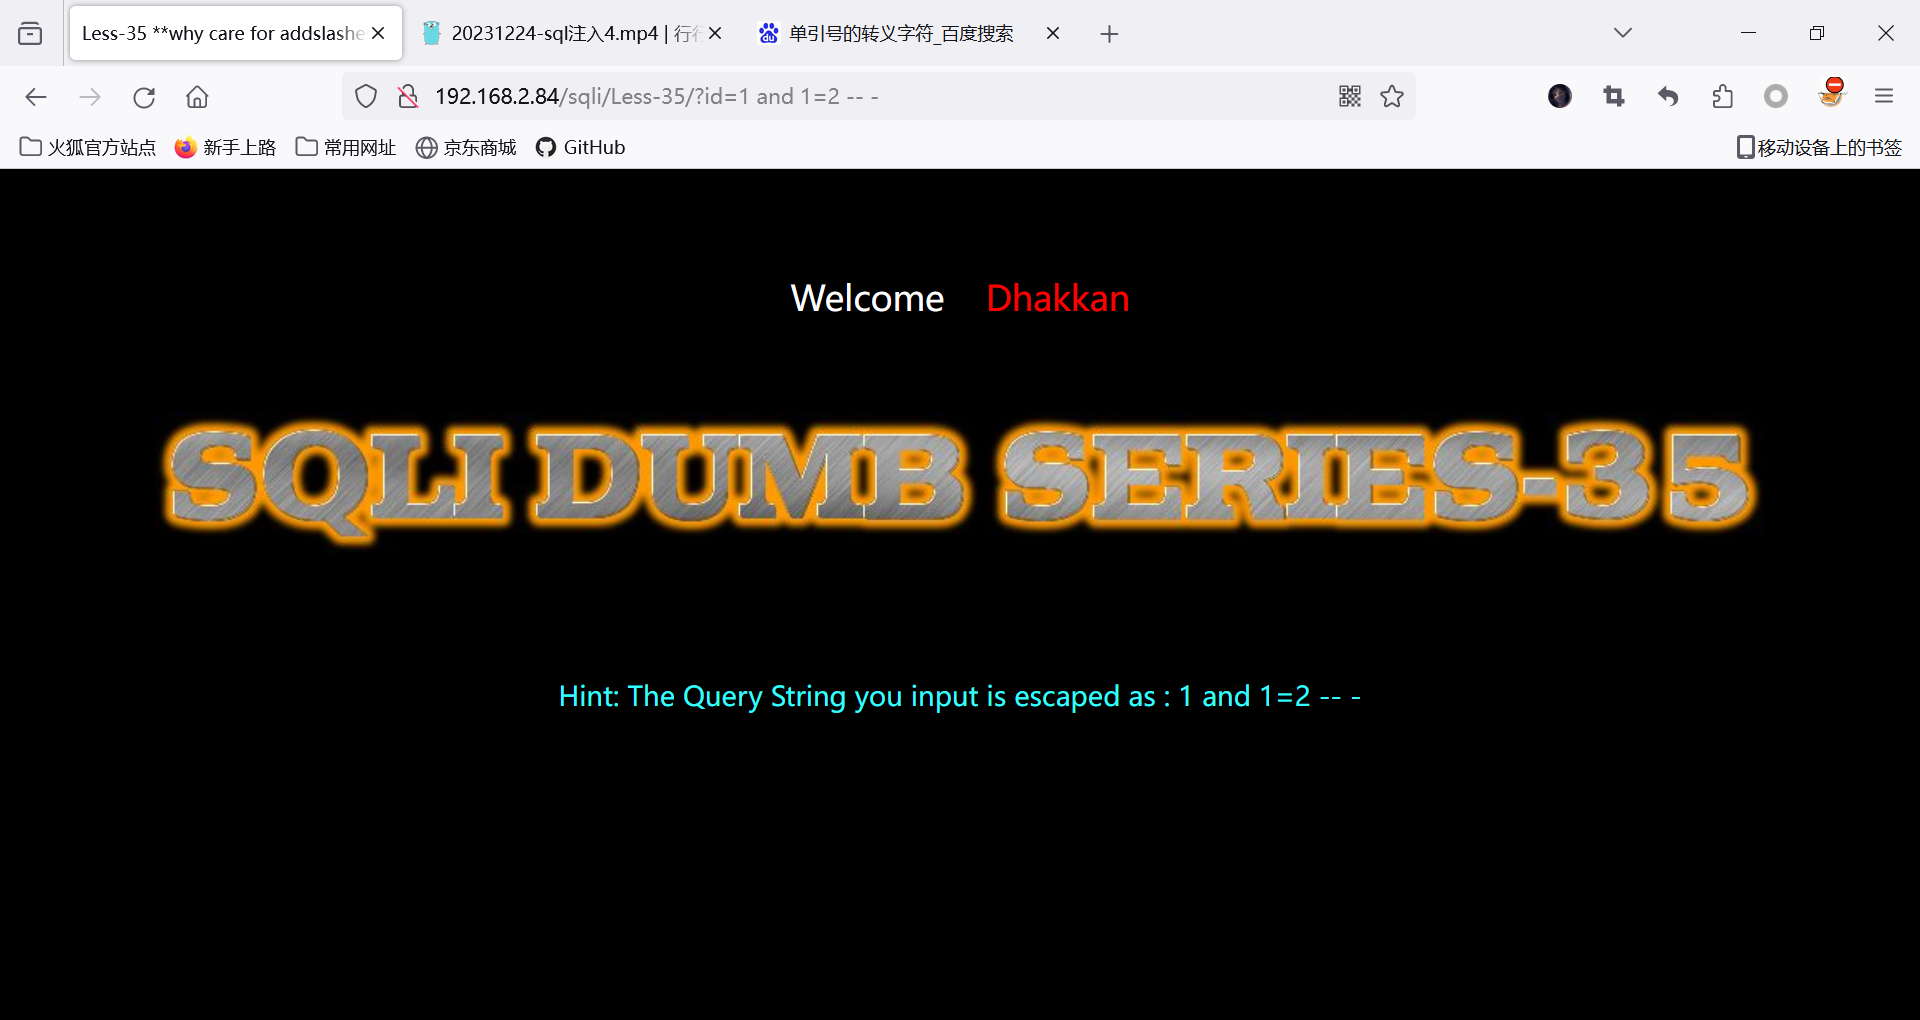 Less-35 **why care for addslashe
20231224-sql注入4.mp4 | 行
单引号的转义字符_百度搜索
192.168.2.84/sqli/Less-35/?id=1 and 1=2 -- -
火狐官方站点 新手上路 常用网址 京东商城 GitHub 移动设备上的书签
Welcome Dhakkan
SQLI DUMB SERIES-35
Hint: The Query String you input is escaped as : 1 and 1=2 -- -